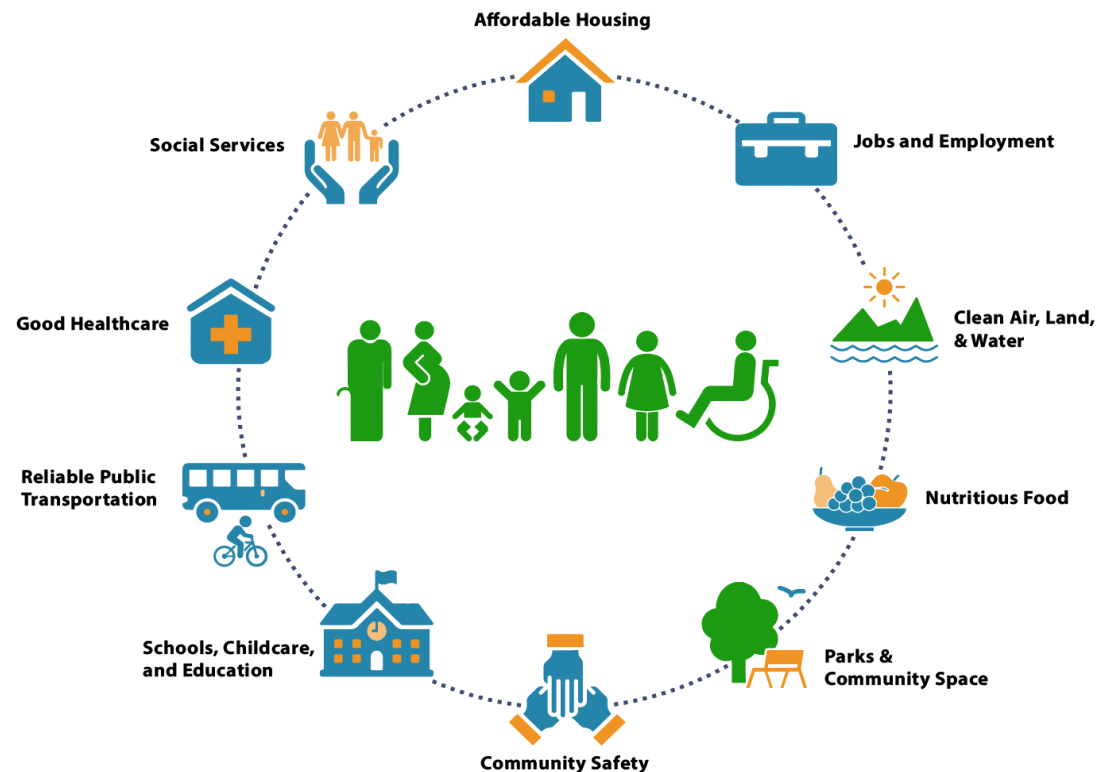 Affordable Housing
Jobs and Employment
Clean Air, Land,
& Water
Nutritious Food
Parks &
Community Space
Community Safety
Schools, Childcare,
and Education
Reliable Public
Transportation
Good Healthcare
Social Services